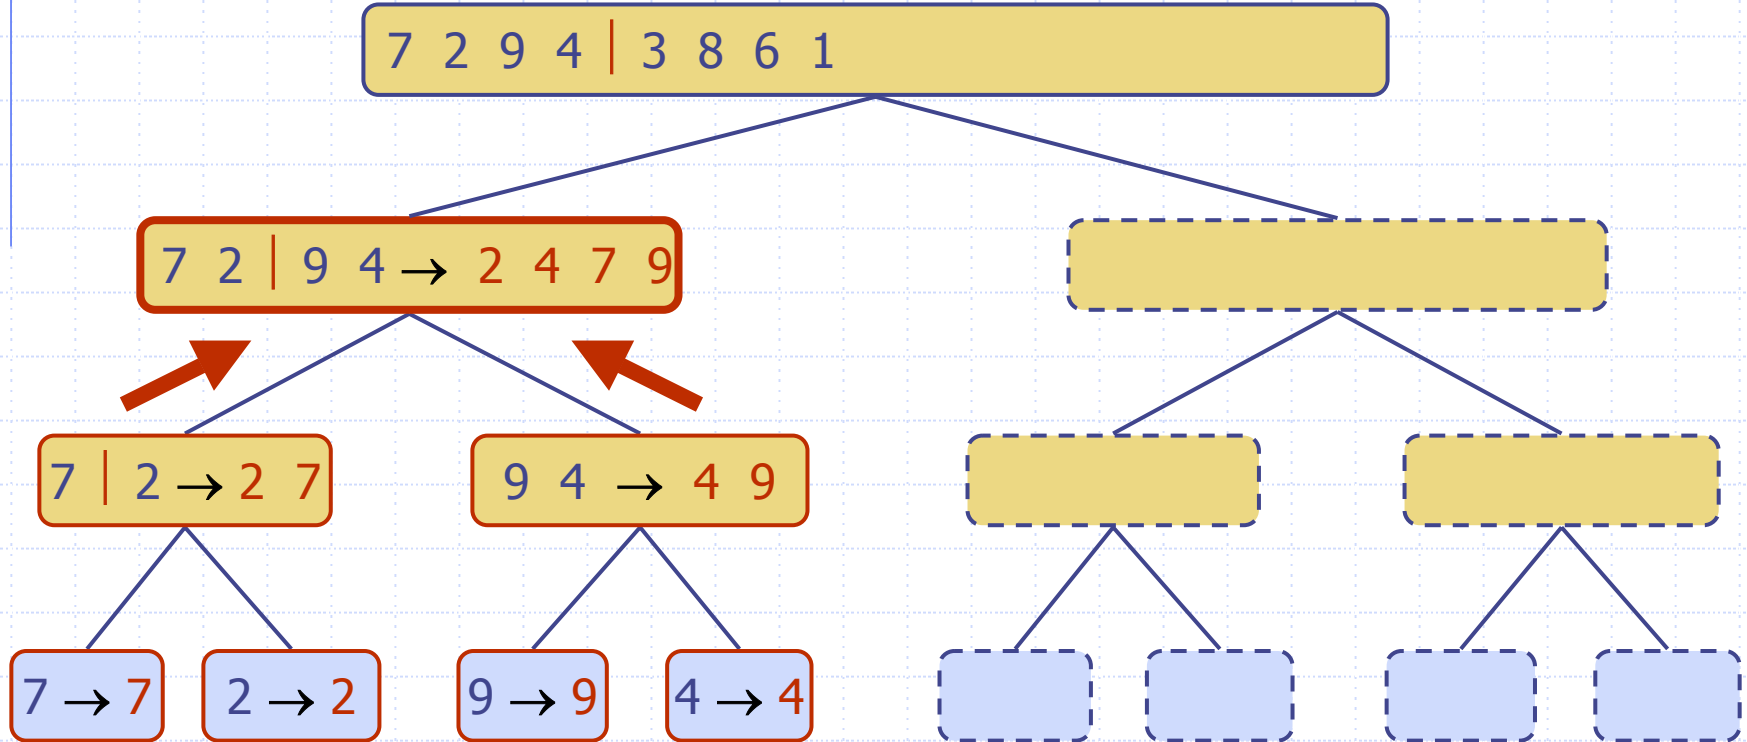 7 2 9 4 | 3 8 6 1
7 2 | 9 4 → 2 4 7 9
7 | 2 → 2 7
9 4 → 4 9
7 → 7
2 → 2
9 → 9
4 → 4